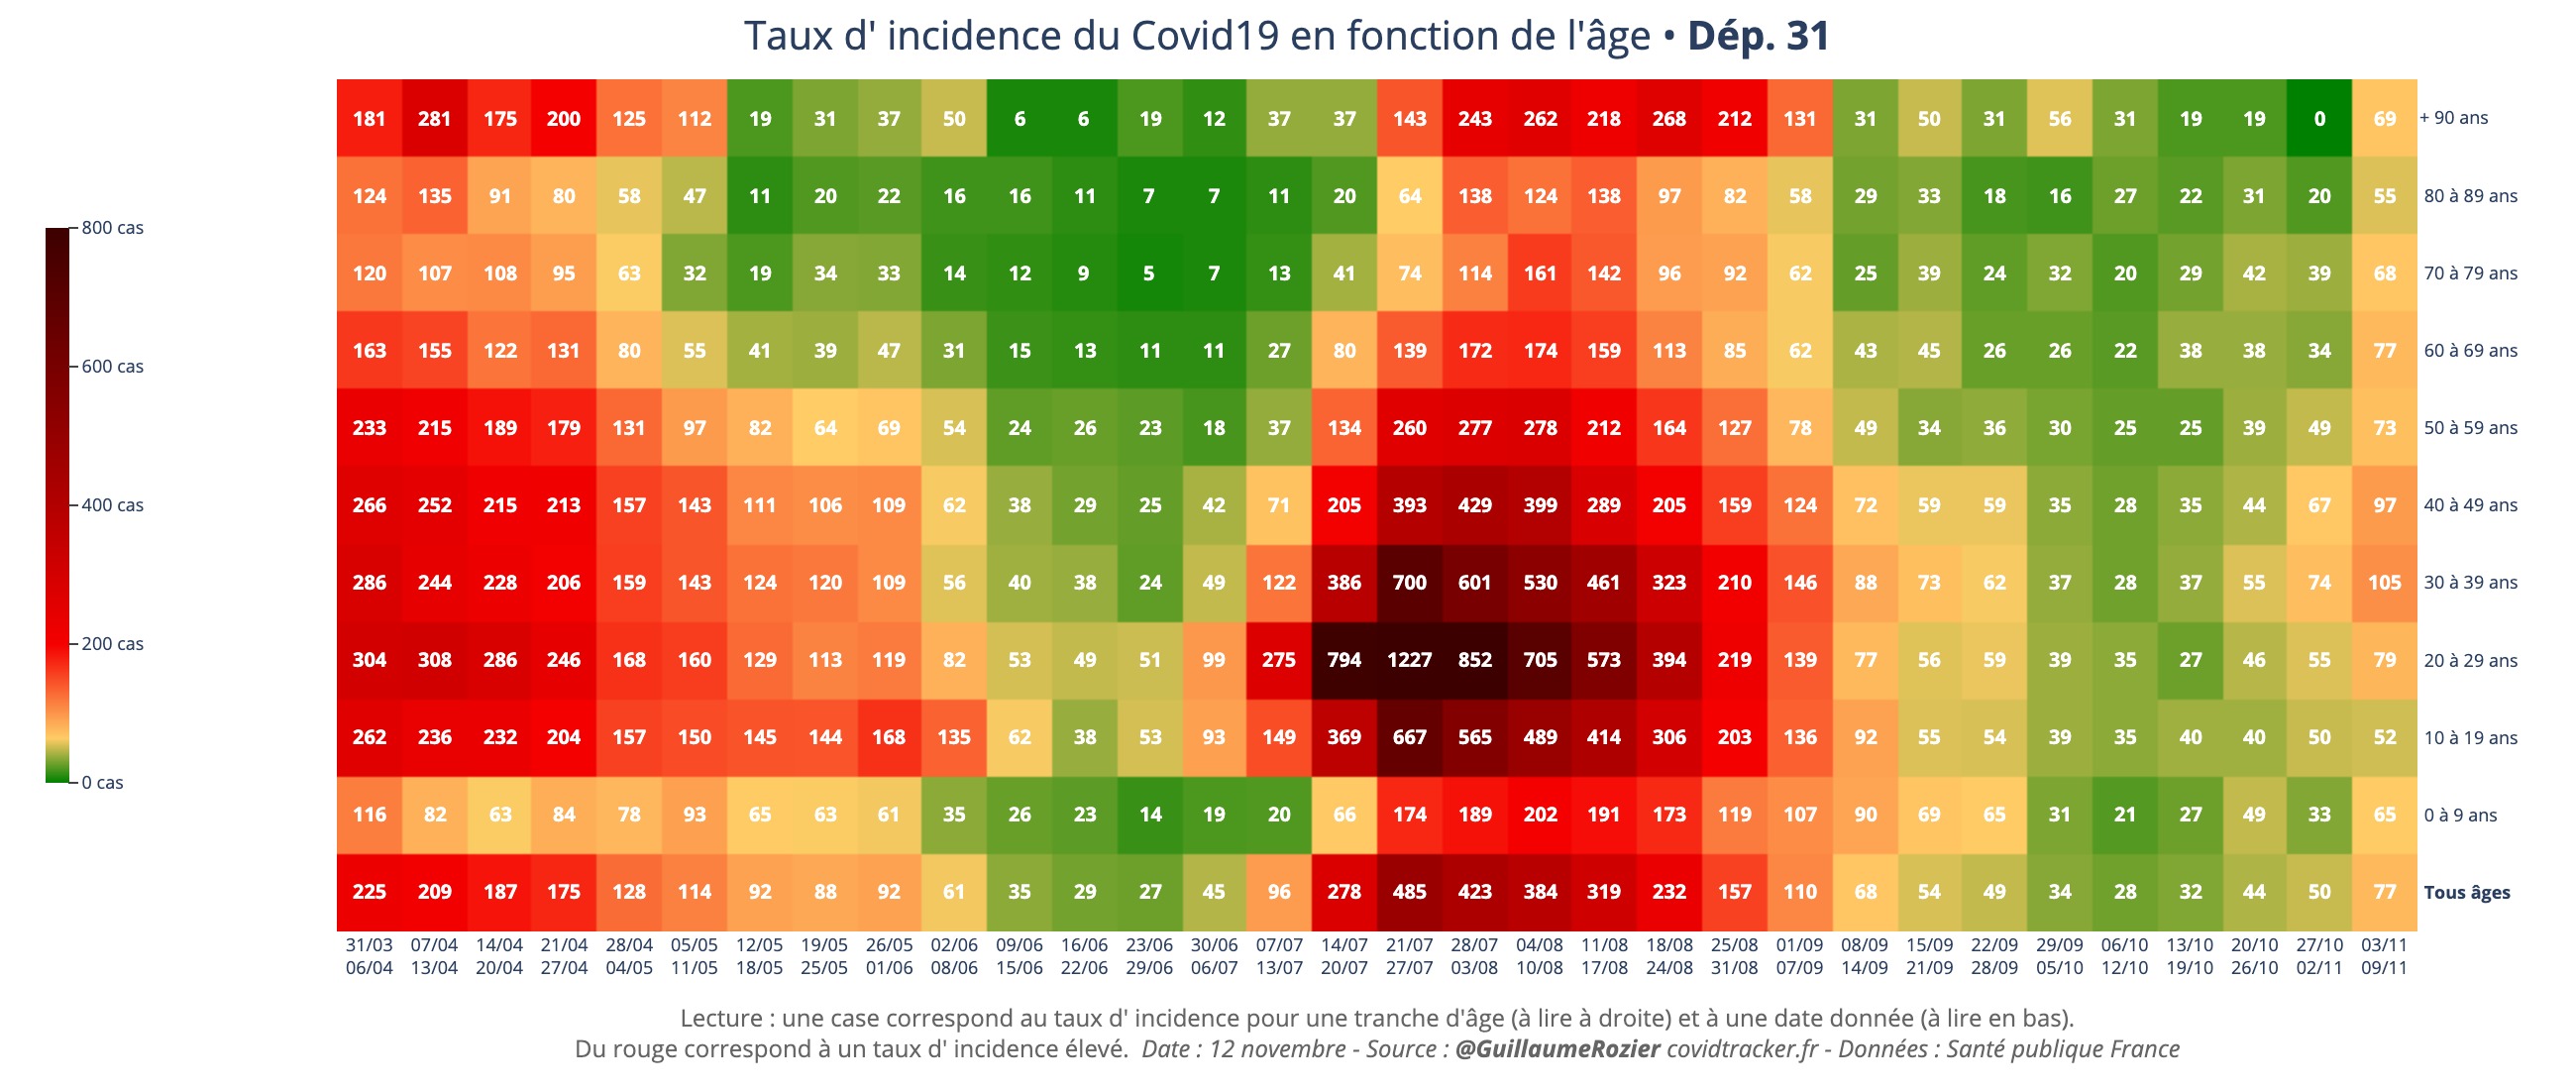 Taux d' incidence du Covid19 en fonction de l'âge • Dép. 31
800 cas
600 cas
400 cas
200 cas
0 cas
181 281 175 200 125 112 19 31 37 50 6 6 19 12 37 37 143 243 262 218 268 212 131 31 50 31 56 31 19 19 0 69 + 90 ans
124 135 91 80 58 47 11 20 22 16 16 11 7 7 11 20 64 138 124 138 97 82 58 29 33 18 16 27 22 31 20 55 80 à 89 ans
120 107 108 95 63 32 19 34 33 14 12 9 5 7 13 41 74 114 161 142 96 92 62 25 39 24 32 20 29 42 39 68 70 à 79 ans
163 155 122 131 80 55 41 39 47 31 15 13 11 11 27 80 139 172 174 159 113 85 62 43 45 26 26 22 38 38 34 77 60 à 69 ans
233 215 189 179 131 97 82 64 69 54 24 26 23 18 37 134 260 277 278 212 164 127 78 49 34 36 30 25 25 39 49 73 50 à 59 ans
266 252 215 213 157 143 111 106 109 62 38 29 25 42 71 205 393 429 399 289 205 159 124 72 59 59 35 28 35 44 67 97 40 à 49 ans
286 244 228 206 159 143 124 120 109 56 40 38 24 49 122 386 700 601 530 461 323 210 146 88 73 62 37 28 37 55 74 105 30 à 39 ans
304 308 286 246 168 160 129 113 119 82 53 49 51 99 275 794 1227 852 705 573 394 219 139 77 56 59 39 35 27 46 55 79 20 à 29 ans
262 236 232 204 157 150 145 144 168 135 62 38 53 93 149 369 667 565 489 414 306 203 136 92 55 54 39 35 40 40 50 52 10 à 19 ans
116 82 63 84 78 93 65 63 61 35 26 23 14 19 20 66 174 189 202 191 173 119 107 90 69 65 31 21 27 49 33 65 0 à 9 ans
225 209 187 175 128 114 92 88 92 61 35 29 27 45 96 278 485 423 384 319 232 157 110 68 54 49 34 28 32 44 50 77 Tous âges
31/03 07/04 14/04 21/04 28/04 05/05 12/05 19/05 26/05 02/06 09/06 16/06 23/06 30/06 07/07 14/07 21/07 28/07 04/08 11/08 18/08 25/08 01/09 08/09 15/09 22/09 29/09 06/10 13/10 20/10 27/10 03/11
06/04 13/04 20/04 27/04 04/05 11/05 18/05 25/05 01/06 08/06 15/06 22/06 29/06 06/07 13/07 20/07 27/07 03/08 10/08 17/08 24/08 31/08 07/09 14/09 21/09 28/09 05/10 12/10 19/10 26/10 02/11 09/11
Lecture : une case correspond au taux d' incidence pour une tranche d'âge (à lire à droite) et à une date donnée (à lire en bas).
Du rouge correspond à un taux d' incidence élevé. Date : 12 novembre - Source : @GuillaumeRozier covidtracker.fr - Données : Santé publique France